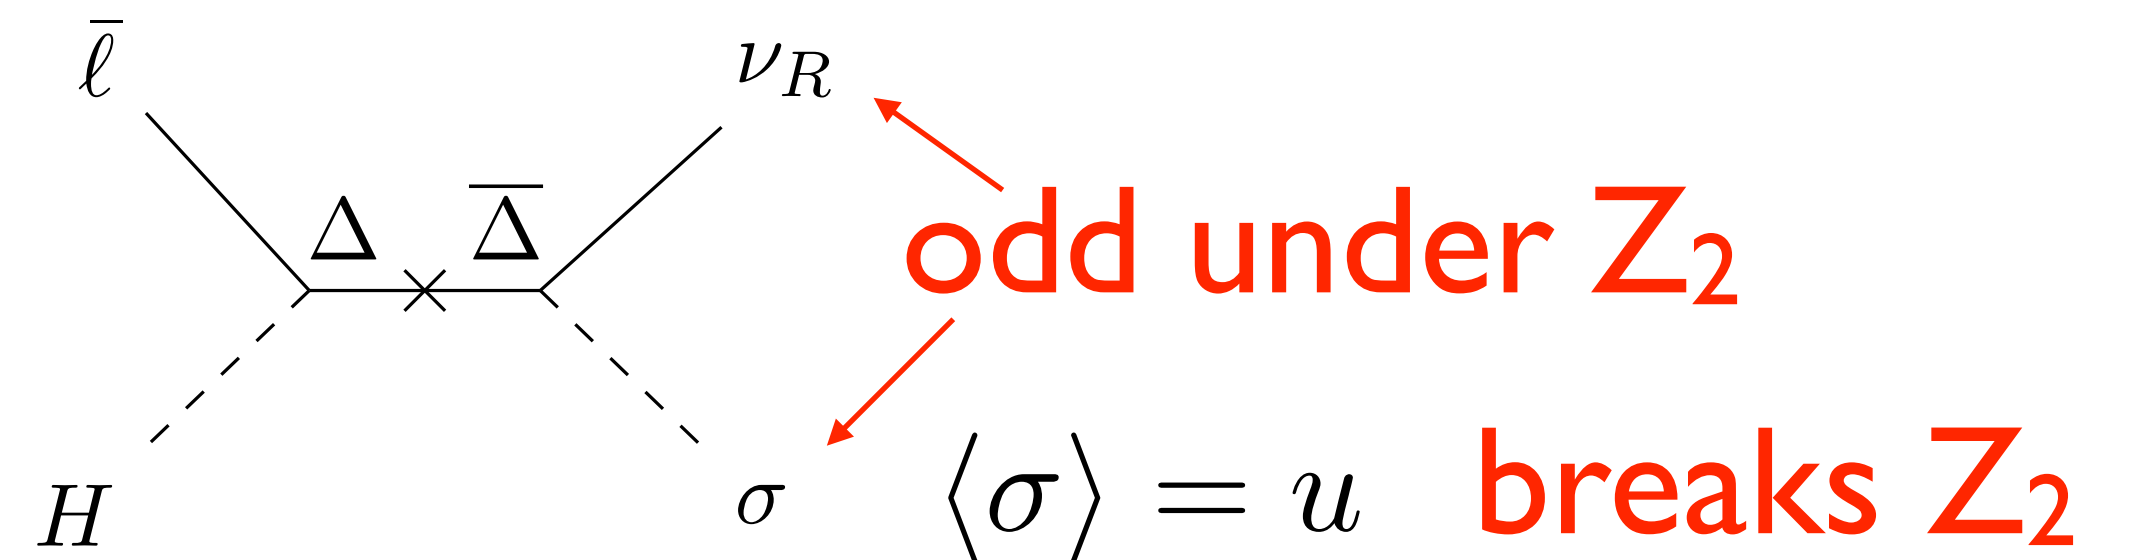 ℓ̅ ν_R
Δ Δ̅
odd under Z₂
H σ ⟨σ⟩ = u breaks Z₂